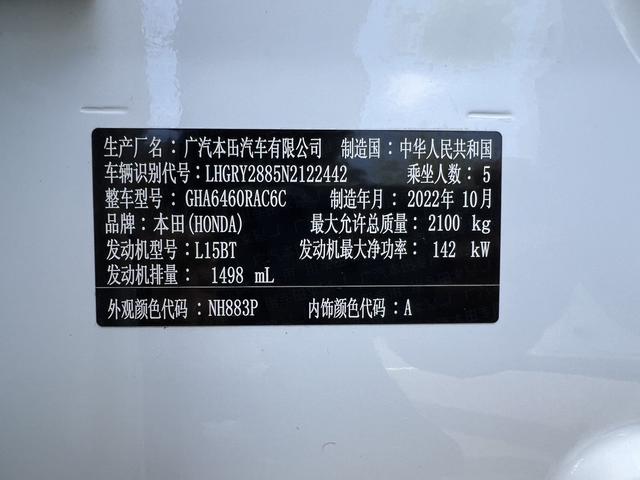 生产厂名：广汽本田汽车有限公司 制造国：中华人民共和国
车辆识别代号：LHGRY2885N2122442 乘坐人数：5
整车型号：GHA6460RAC6C 制造年月：2022年10月
品牌：本田(HONDA) 最大允许总质量：2100 kg
发动机型号：L15BT 发动机最大净功率：142 kW
发动机排量：1498 mL
外观颜色代码：NH883P 内饰颜色代码：A